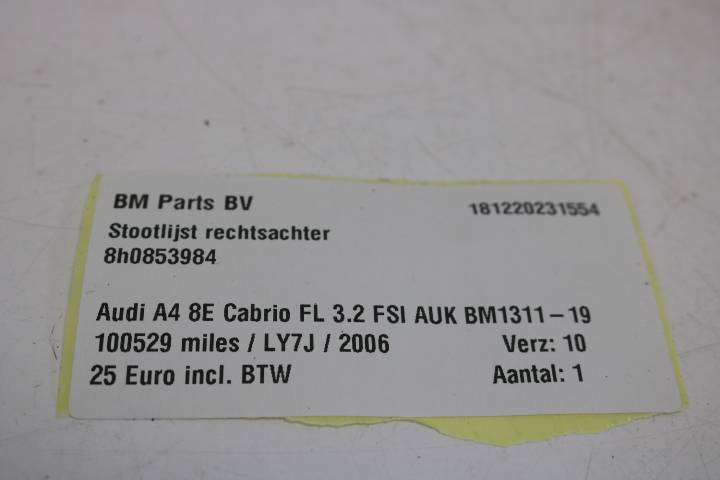 BM Parts BV 181220231554
Stootlijst rechtsachter
8h0853984
Audi A4 8E Cabrio FL 3.2 FSI AUK BM1311-19
100529 miles / LY7J / 2006 Verz: 10
25 Euro incl. BTW Aantal: 1